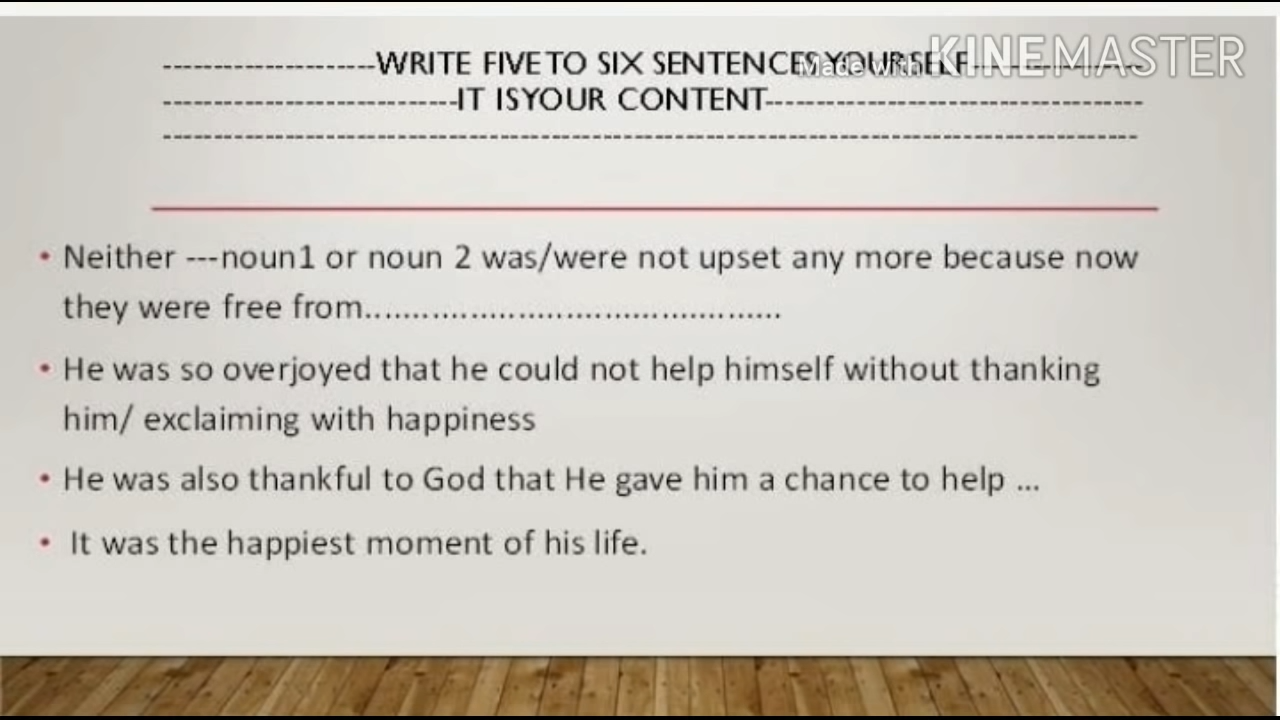 ---------------------WRITE FIVE TO SIX SENTENCES YOURSELF-----------------
Made with KINEMASTER
-----------------------------IT ISYOUR CONTENT-------------------------------------
------------------------------------------------------------------------------------------------
• Neither ---noun1 or noun 2 was/were not upset any more because now
they were free from...........................................
• He was so overjoyed that he could not help himself without thanking
him/ exclaiming with happiness
• He was also thankful to God that He gave him a chance to help ...
• It was the happiest moment of his life.